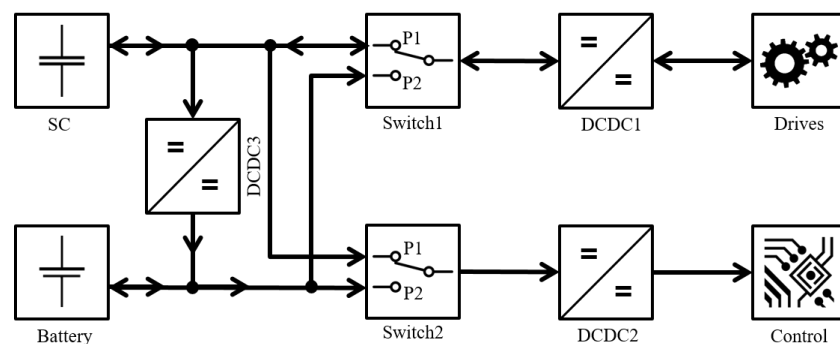 P1
P2
SC
Switch1
DCDC1
Drives
DCDC3
P1
P2
Battery
Switch2
DCDC2
Control